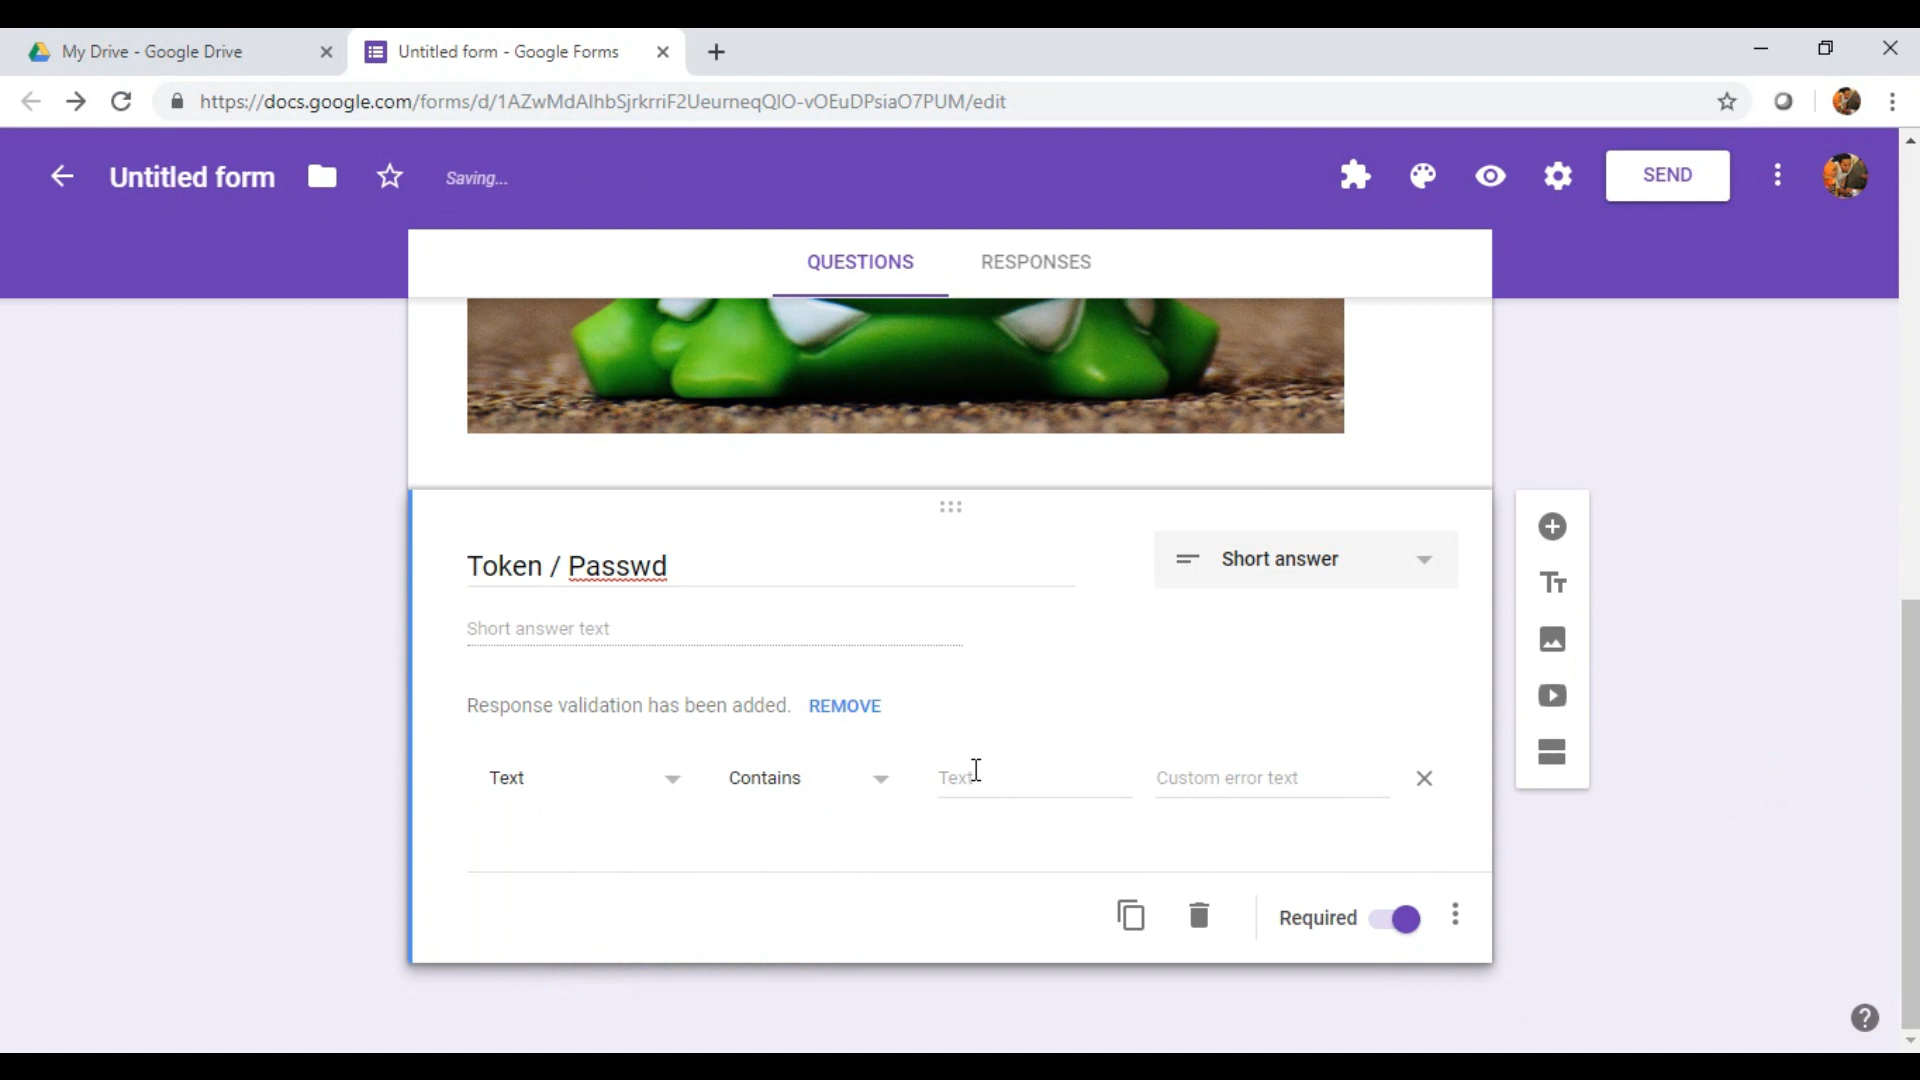 My Drive - Google Drive
Untitled form - Google Forms
https://docs.google.com/forms/d/1AZwMdAlhbSjrkrriF2UeurneqQlO-vOEuDPsiaO7PUM/edit
Untitled form
Saving...
SEND
QUESTIONS
RESPONSES
Token / Passwd
Short answer
Short answer text
Response validation has been added. REMOVE
Text
Contains
Text
Custom error text
Required